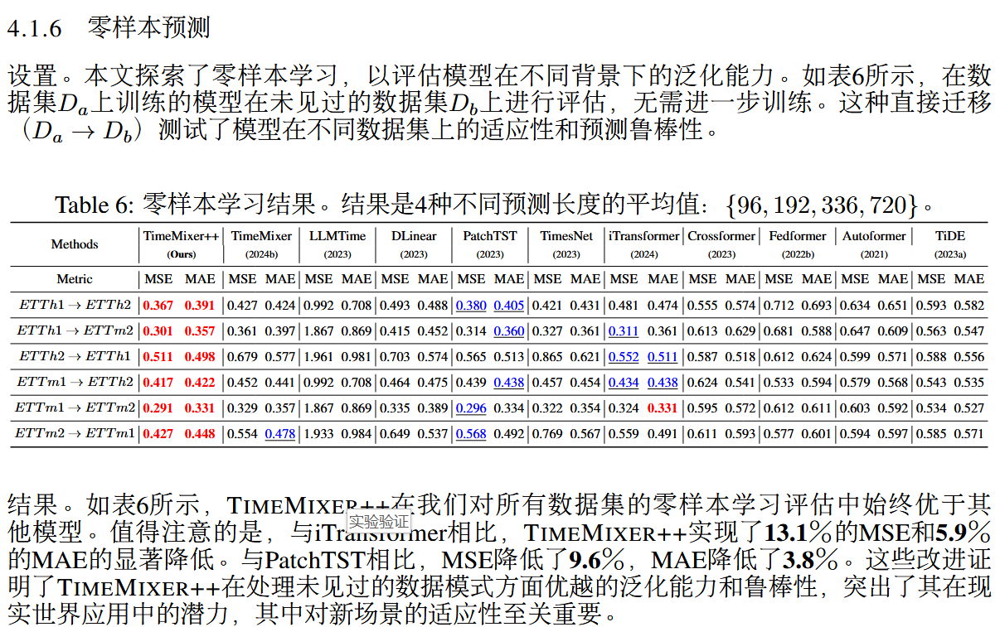 4.1.6 零样本预测
设置。本文探索了零样本学习，以评估模型在不同背景下的泛化能力。如表6所示，在数
据集Da上训练的模型在未见过的数据集Db上进行评估，无需进一步训练。这种直接迁移
（Da → Db）测试了模型在不同数据集上的适应性和预测鲁棒性。
Table 6: 零样本学习结果。结果是4种不同预测长度的平均值：{96, 192, 336, 720}。
Methods TimeMixer++ TimeMixer LLMTime DLinear PatchTST TimesNet iTransformer Crossformer Fedformer Autoformer TiDE
(Ours) (2024b) (2023) (2023) (2023) (2023) (2024) (2023) (2022b) (2021) (2023a)
Metric MSE MAE MSE MAE MSE MAE MSE MAE MSE MAE MSE MAE MSE MAE MSE MAE MSE MAE MSE MAE MSE MAE
ETTh1 → ETTh2 0.367 0.391 0.427 0.424 0.992 0.708 0.493 0.488 0.380 0.405 0.421 0.431 0.481 0.474 0.555 0.574 0.712 0.693 0.634 0.651 0.593 0.582
ETTh1 → ETTm2 0.301 0.357 0.361 0.397 1.867 0.869 0.415 0.452 0.314 0.360 0.327 0.361 0.311 0.361 0.613 0.629 0.681 0.588 0.647 0.609 0.563 0.547
ETTh2 → ETTh1 0.511 0.498 0.679 0.577 1.961 0.981 0.703 0.574 0.565 0.513 0.865 0.621 0.552 0.511 0.587 0.518 0.612 0.624 0.599 0.571 0.588 0.556
ETTm1 → ETTh2 0.417 0.422 0.452 0.441 0.992 0.708 0.464 0.475 0.439 0.438 0.457 0.454 0.434 0.438 0.624 0.541 0.533 0.594 0.579 0.568 0.543 0.535
ETTm1 → ETTm2 0.291 0.331 0.329 0.357 1.867 0.869 0.335 0.389 0.296 0.334 0.322 0.354 0.324 0.331 0.595 0.572 0.612 0.611 0.603 0.592 0.534 0.527
ETTm2 → ETTm1 0.427 0.448 0.554 0.478 1.933 0.984 0.649 0.537 0.568 0.492 0.769 0.567 0.559 0.491 0.611 0.593 0.577 0.601 0.594 0.597 0.585 0.571
结果。如表6所示，TIMEMIXER++在我们对所有数据集的零样本学习评估中始终优于其
实验验证
他模型。值得注意的是，与iTransformer相比，TIMEMIXER++实现了13.1%的MSE和5.9%
的MAE的显著降低。与PatchTST相比，MSE降低了9.6%，MAE降低了3.8%。这些改进证
明了TIMEMIXER++在处理未见过的数据模式方面优越的泛化能力和鲁棒性，突出了其在现
实世界应用中的潜力，其中对新场景的适应性至关重要。